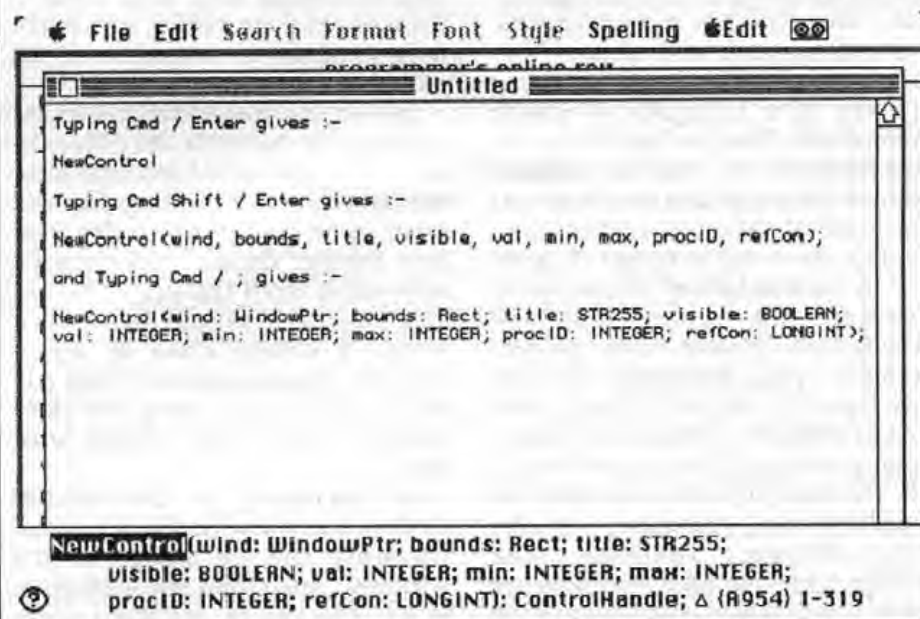 File Edit Search Format Font Style Spelling Edit
programmer's online
Untitled
Typing Cmd / Enter gives :-
NewControl
Typing Cmd Shift / Enter gives :-
NewControl(wind, bounds, title, visible, val, min, max, procID, refCon);
and Typing Cmd / ; gives :-
NewControl(wind: WindowPtr; bounds: Rect; title: STR255; visible: BOOLEAN;
val: INTEGER; min: INTEGER; max: INTEGER; procID: INTEGER; refCon: LONGINT);
NewControl(wind: WindowPtr; bounds: Rect; title: STR255;
visible: BOOLEAN; val: INTEGER; min: INTEGER; max: INTEGER;
? procID: INTEGER; refCon: LONGINT): ControlHandle; ∆ (A954) 1-319